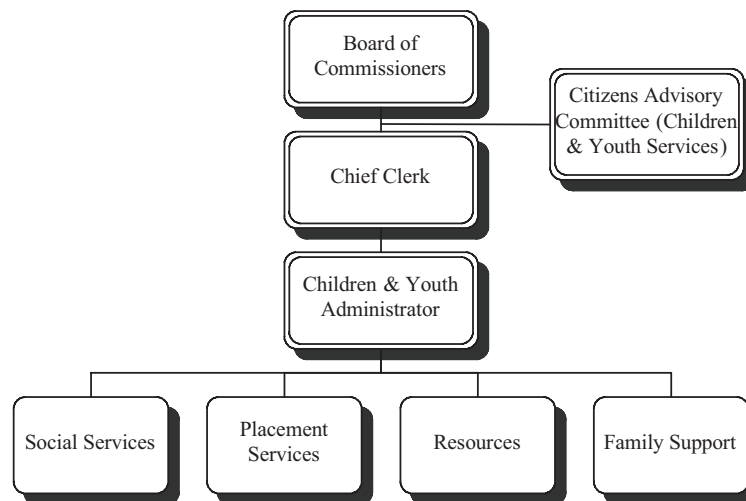 Board of
Commissioners
Citizens Advisory
Committee (Children
& Youth Services)
Chief Clerk
Children & Youth
Administrator
Social Services
Placement
Services
Resources
Family Support